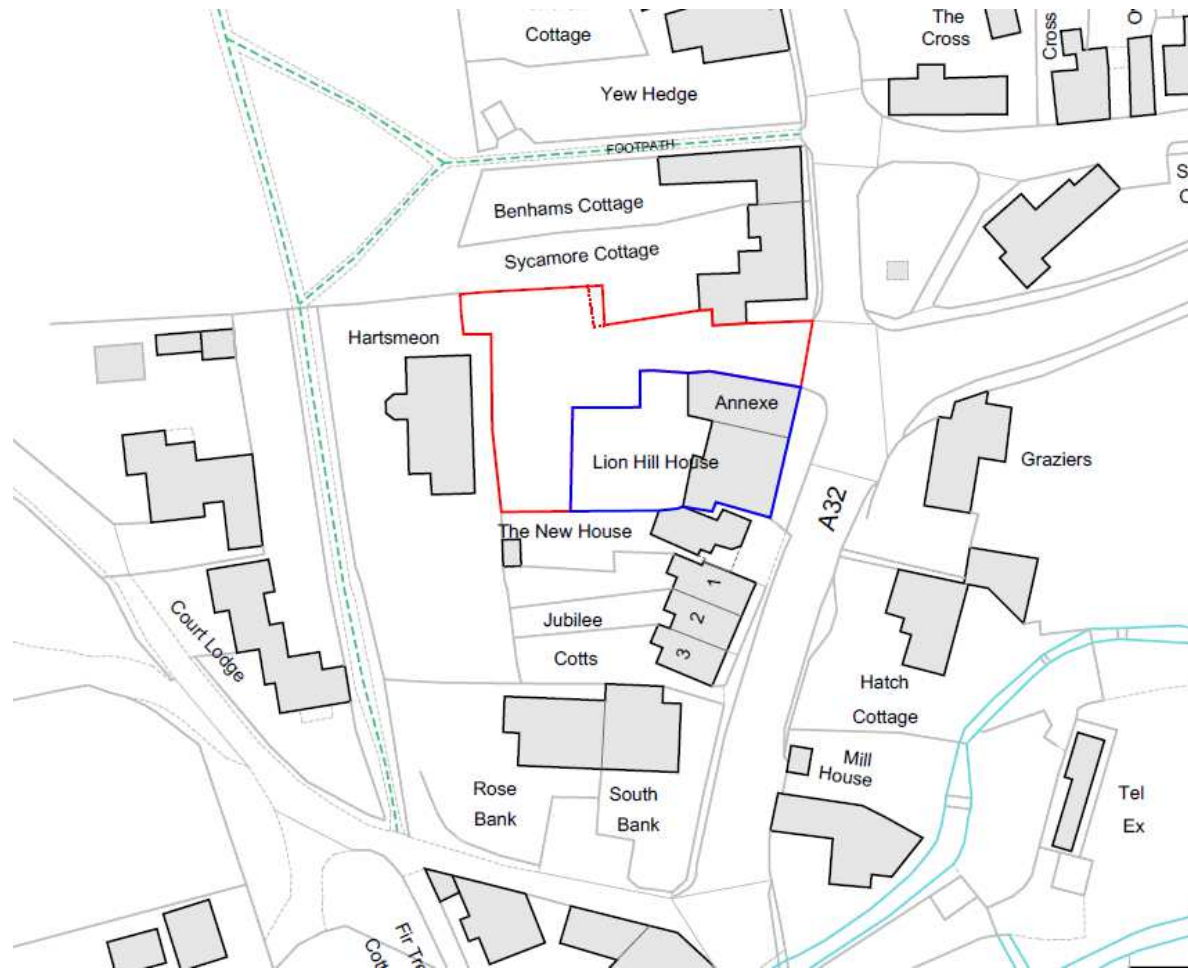 Cottage
The
Cross
Cross
Yew Hedge
FOOTPATH
Benhams Cottage
Sycamore Cottage
Hartsmeon
Annexe
Lion Hill House
Graziers
A32
The New House
1
2
3
Jubilee
Cotts
Court Lodge
Hatch
Cottage
Mill
House
Rose
Bank
South
Bank
Tel
Ex